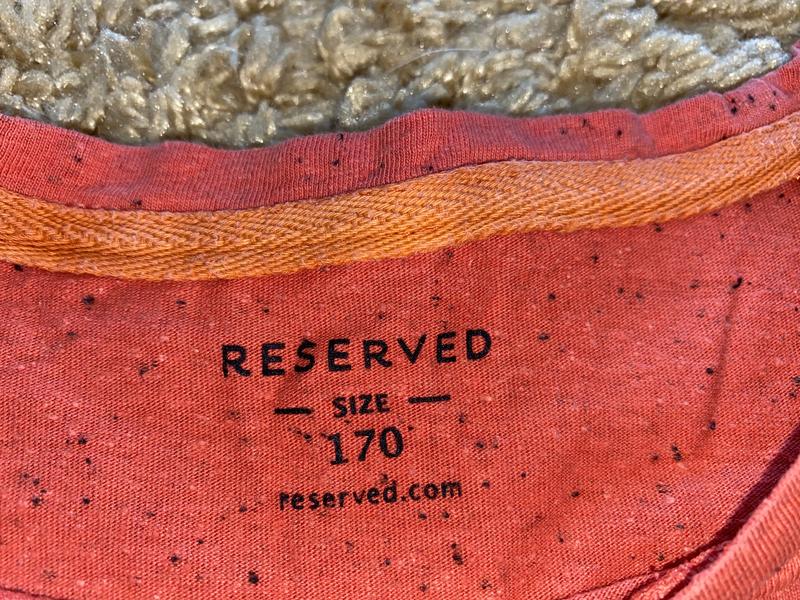 RESERVED
— SIZE —
170
reserved.com